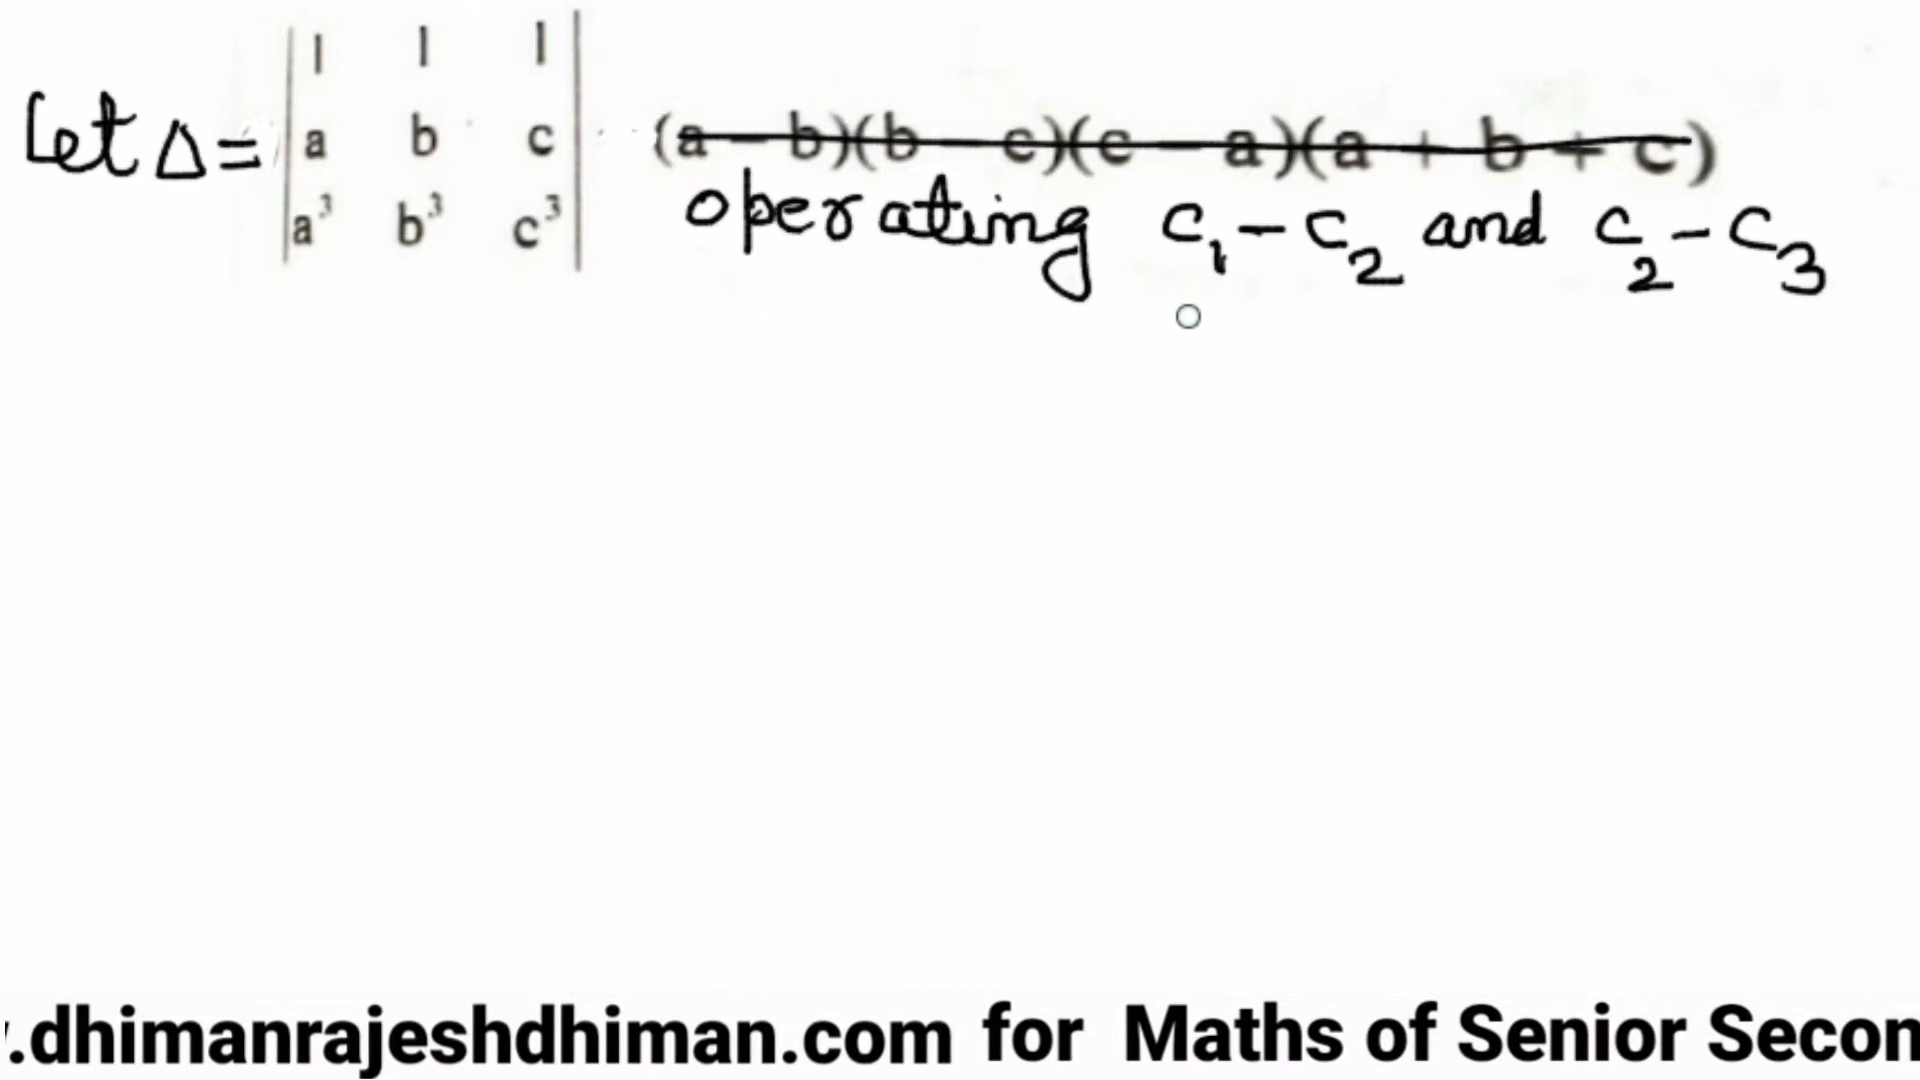 Let Δ = | 1 1 1 |
| a b c | (a − b)(b − c)(c − a)(a + b + c)
| a³ b³ c³ | operating C₁ − C₂ and C₂ − C₃
.dhimanrajeshdhiman.com for Maths of Senior Secon